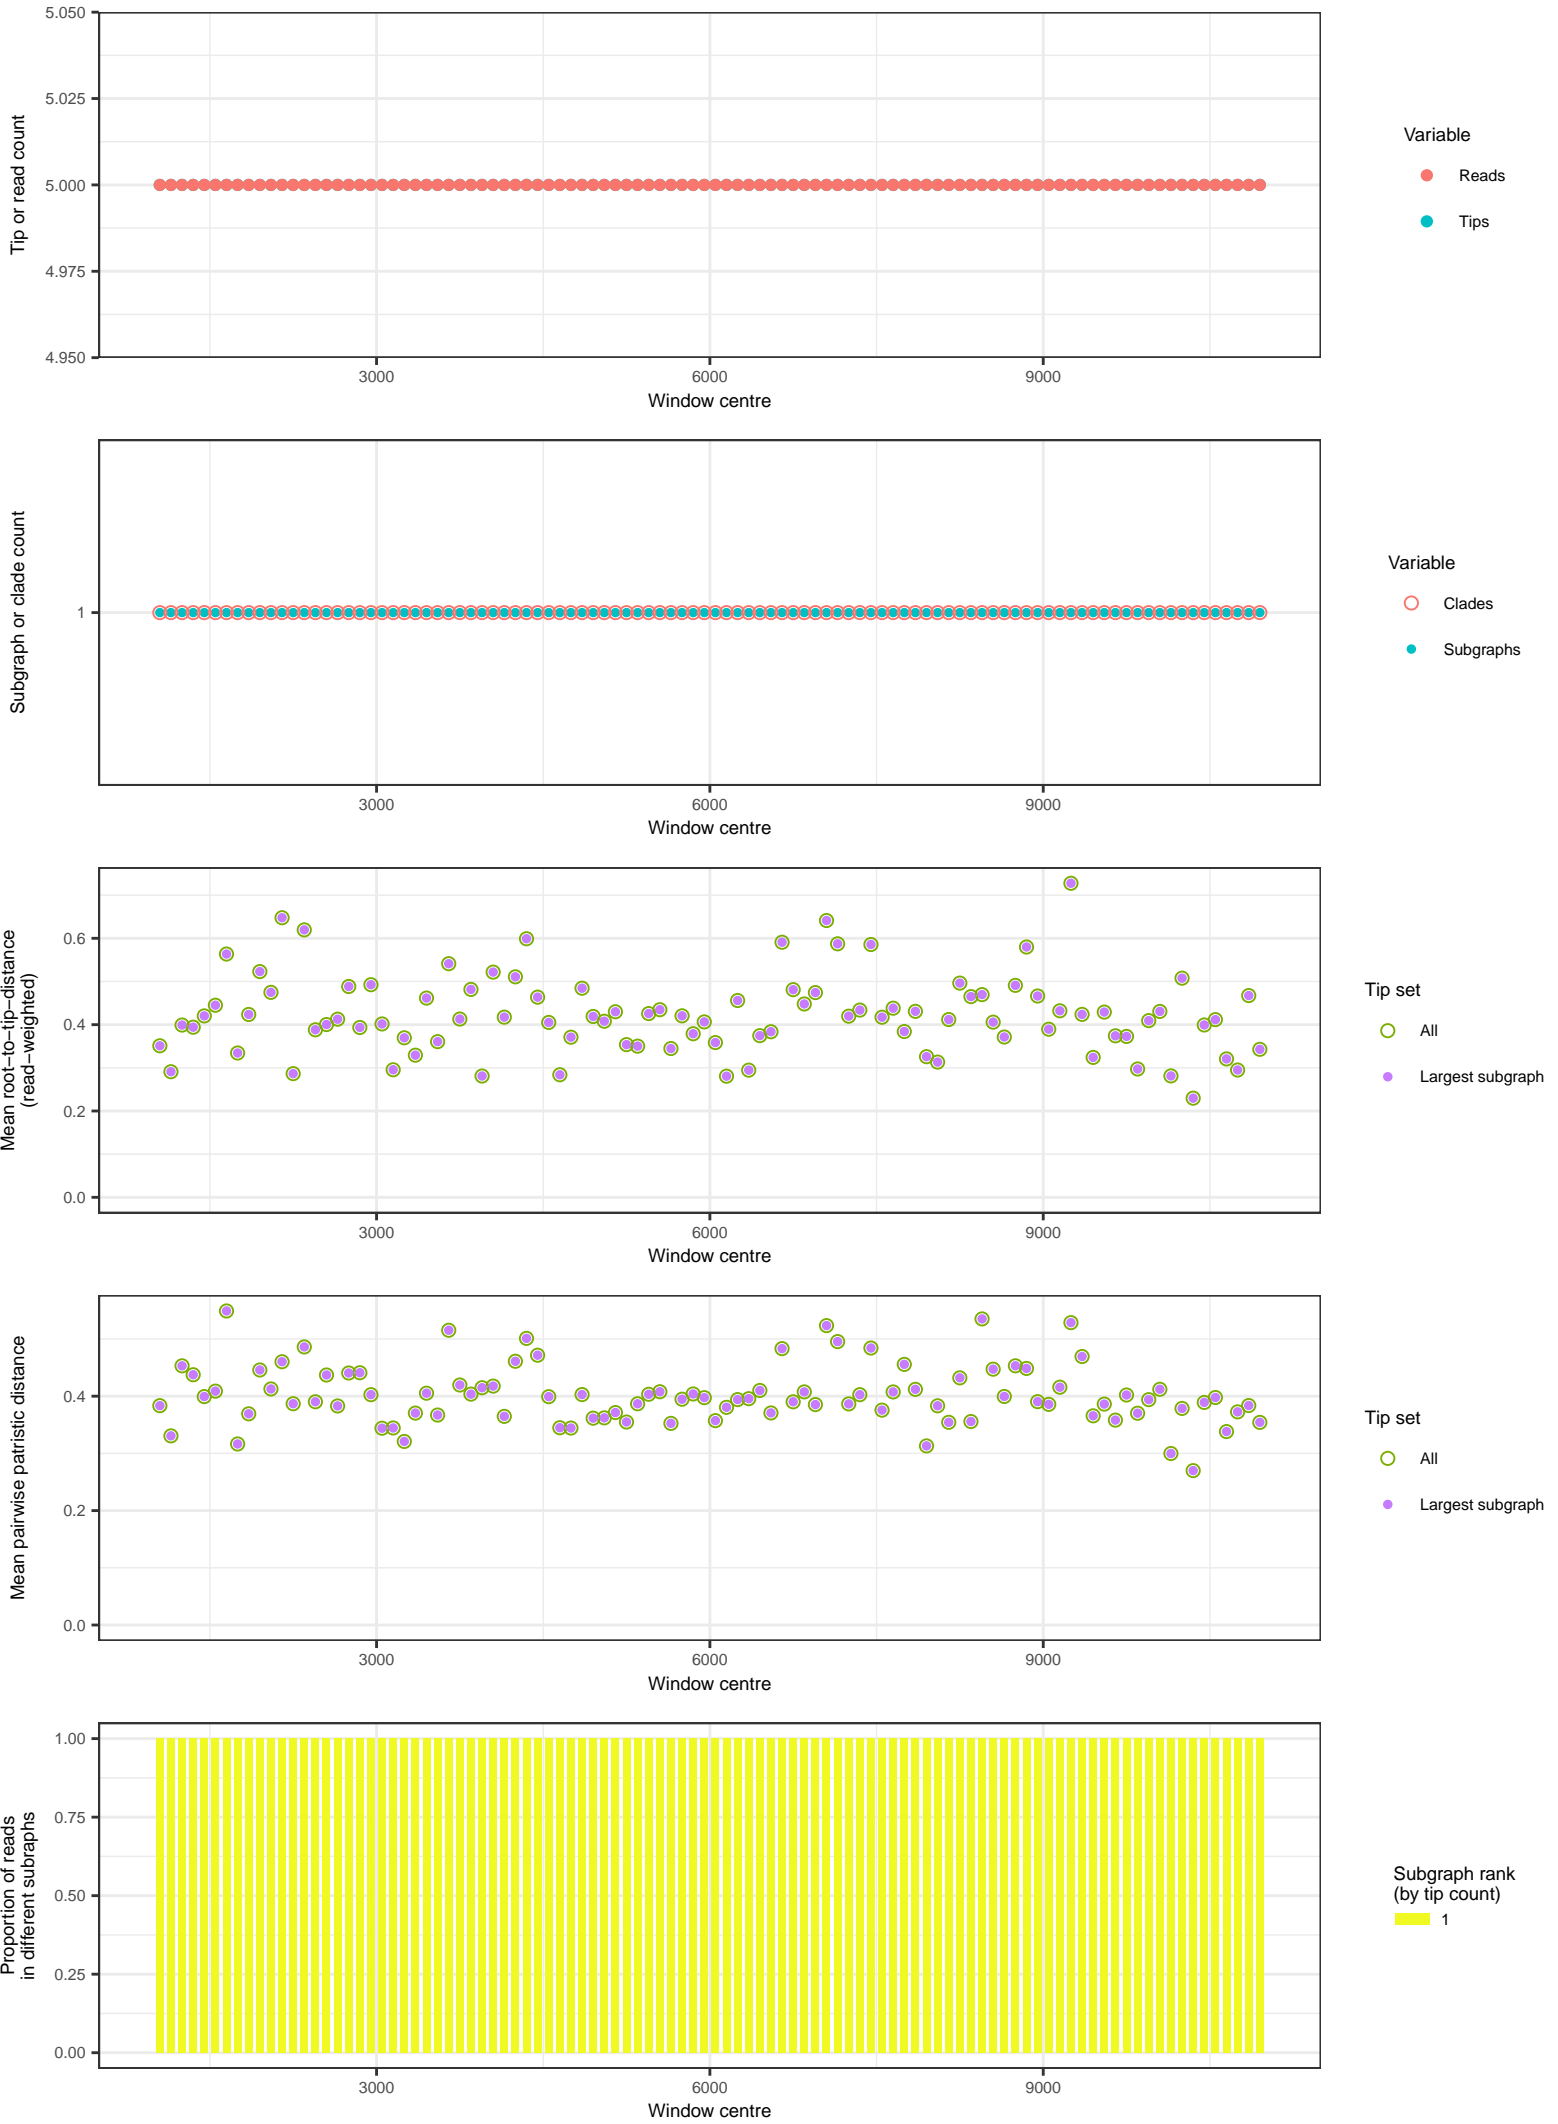 5.050
5.025
5.000
4.975
4.950
Tip or read count
3000
6000
9000
Window centre
Variable
Reads
Tips
1
Subgraph or clade count
3000
6000
9000
Window centre
Variable
Clades
Subgraphs
0.6
0.4
0.2
0.0
Mean root−to−tip−distance
(read−weighted)
3000
6000
9000
Window centre
Tip set
All
Largest subgraph
0.4
0.2
0.0
Mean pairwise patristic distance
3000
6000
9000
Window centre
Tip set
All
Largest subgraph
1.00
0.75
0.50
0.25
0.00
Proportion of reads
in different subraphs
3000
6000
9000
Window centre
Subgraph rank
(by tip count)
1